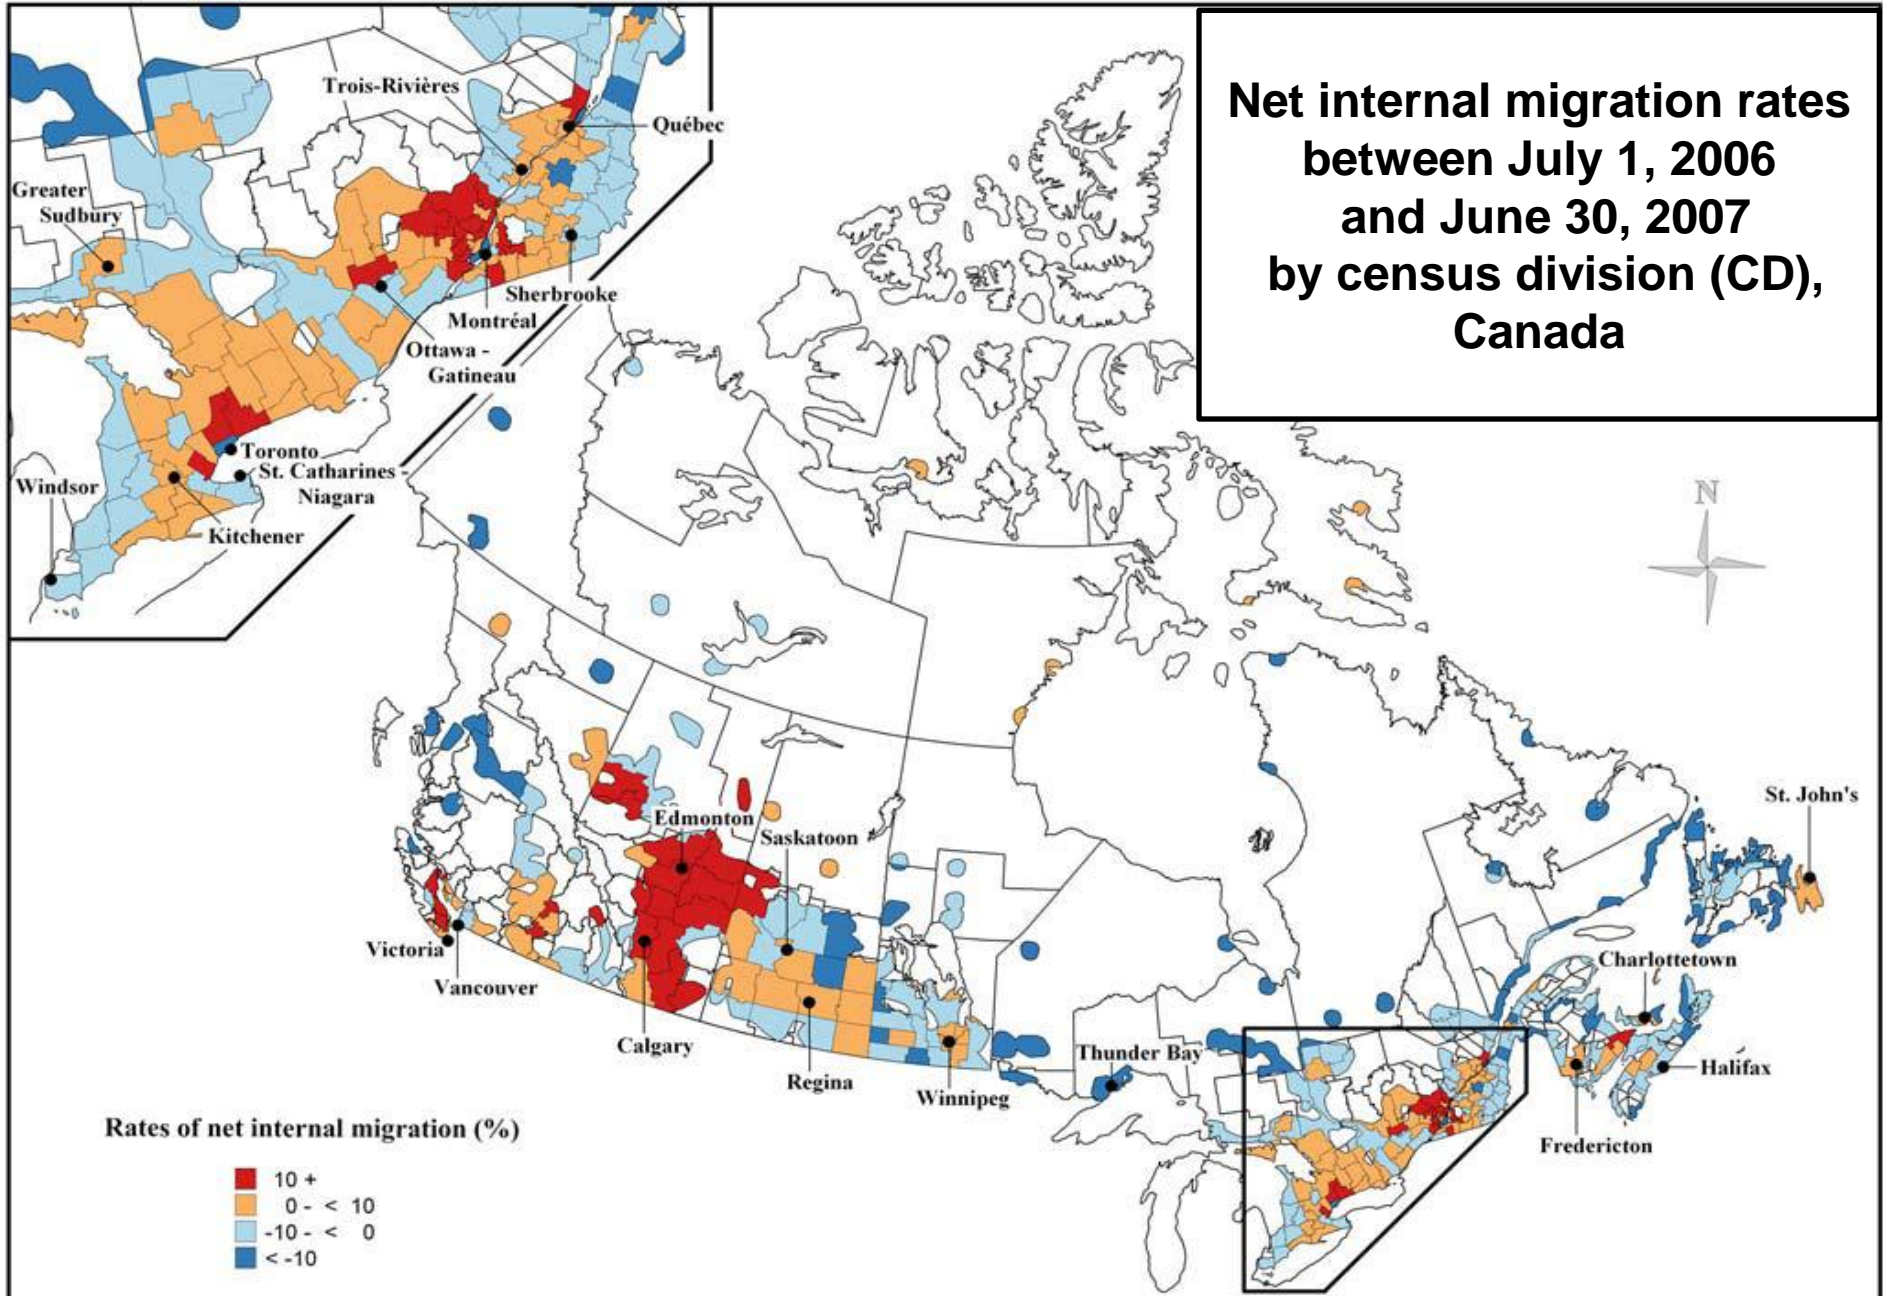 Net internal migration rates
between July 1, 2006
and June 30, 2007
by census division (CD),
Canada
Trois-Rivières
Québec
Greater
Sudbury
Sherbrooke
Montréal
Ottawa -
Gatineau
Toronto
St. Catharines -
Niagara
Windsor
Kitchener
N
Edmonton
Saskatoon
St. John's
Victoria
Vancouver
Charlottetown
Calgary
Regina
Winnipeg
Thunder Bay
Halifax
Fredericton
Rates of net internal migration (%)
10 +
0 - < 10
-10 - < 0
< -10